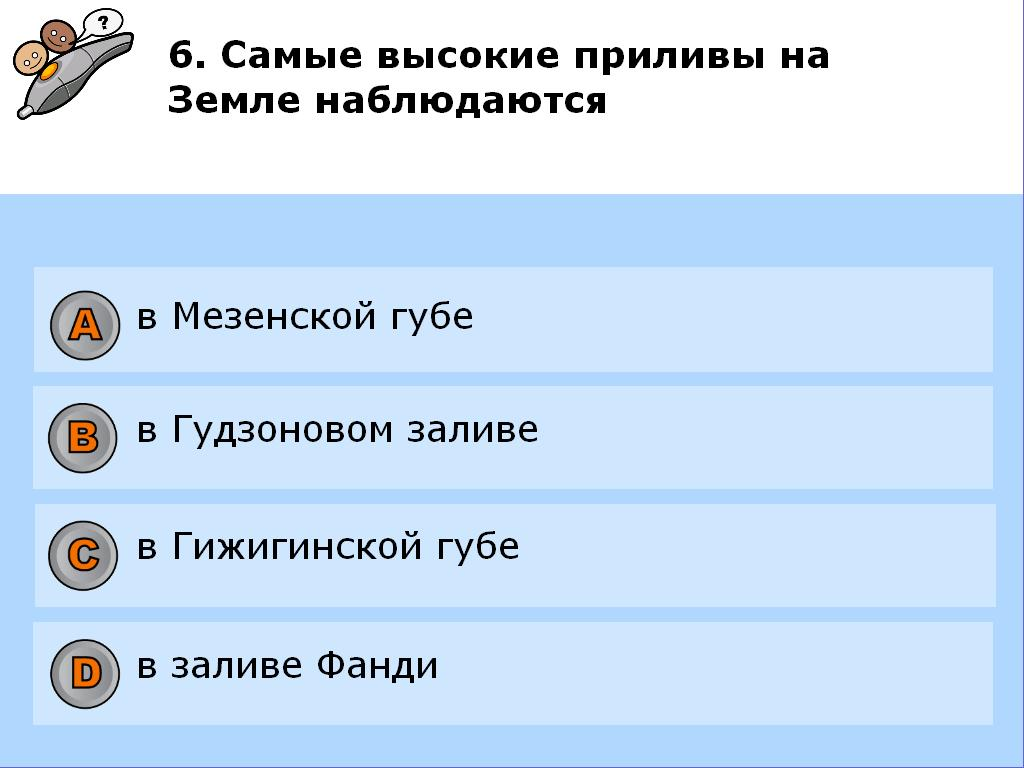 ?
6. Самые высокие приливы на
Земле наблюдаются
A в Мезенской губе
B в Гудзоновом заливе
C в Гижигинской губе
D в заливе Фанди